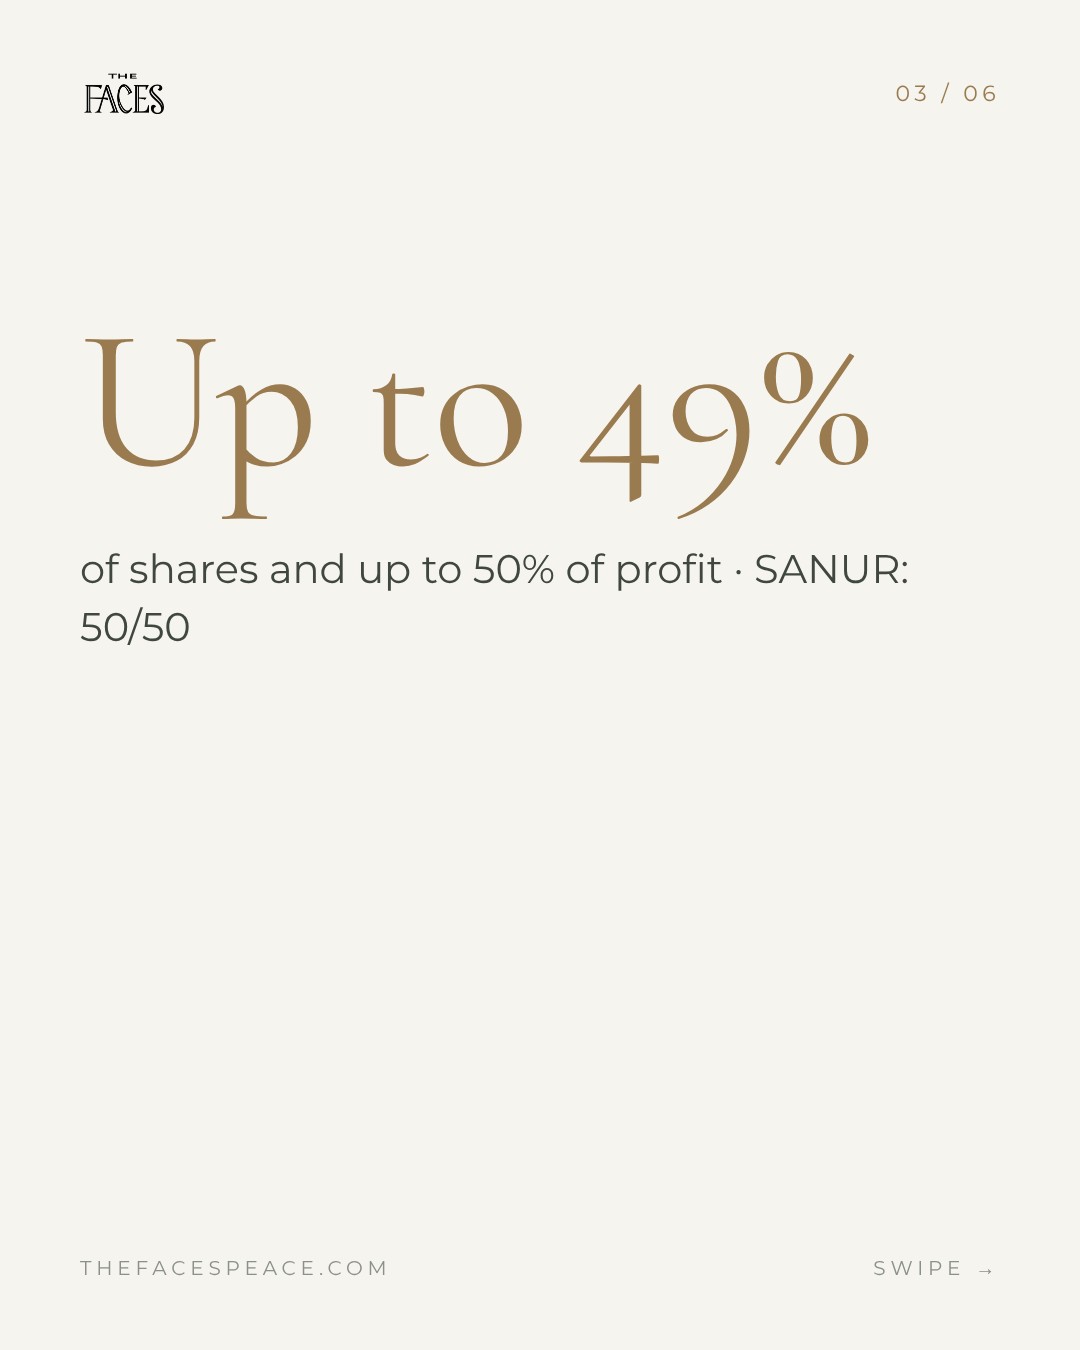 THE
FACES
03 / 06
Up to 49%
of shares and up to 50% of profit · SANUR:
50/50
THEFACESPEACE.COM
SWIPE →